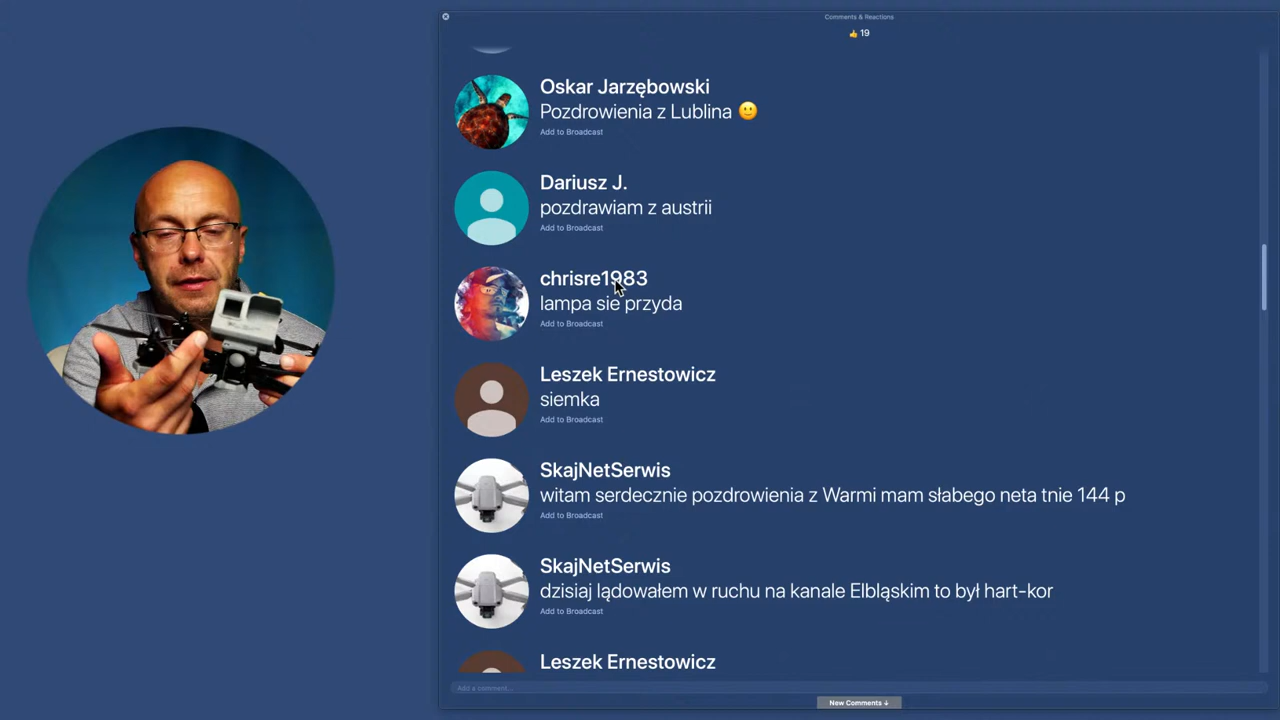 Comments & Reactions
👍 19
Oskar Jarzębowski
Pozdrowienia z Lublina 🙂
Add to Broadcast
Dariusz J.
pozdrawiam z austrii
Add to Broadcast
chrisre1983
lampa sie przyda
Add to Broadcast
Leszek Ernestowicz
siemka
Add to Broadcast
SkajNetSerwis
witam serdecznie pozdrowienia z Warmi mam słabego neta tnie 144 p
Add to Broadcast
SkajNetSerwis
dzisiaj lądowałem w ruchu na kanale Elbląskim to był hart-kor
Add to Broadcast
Leszek Ernestowicz
Add a comment...
New Comments ↓